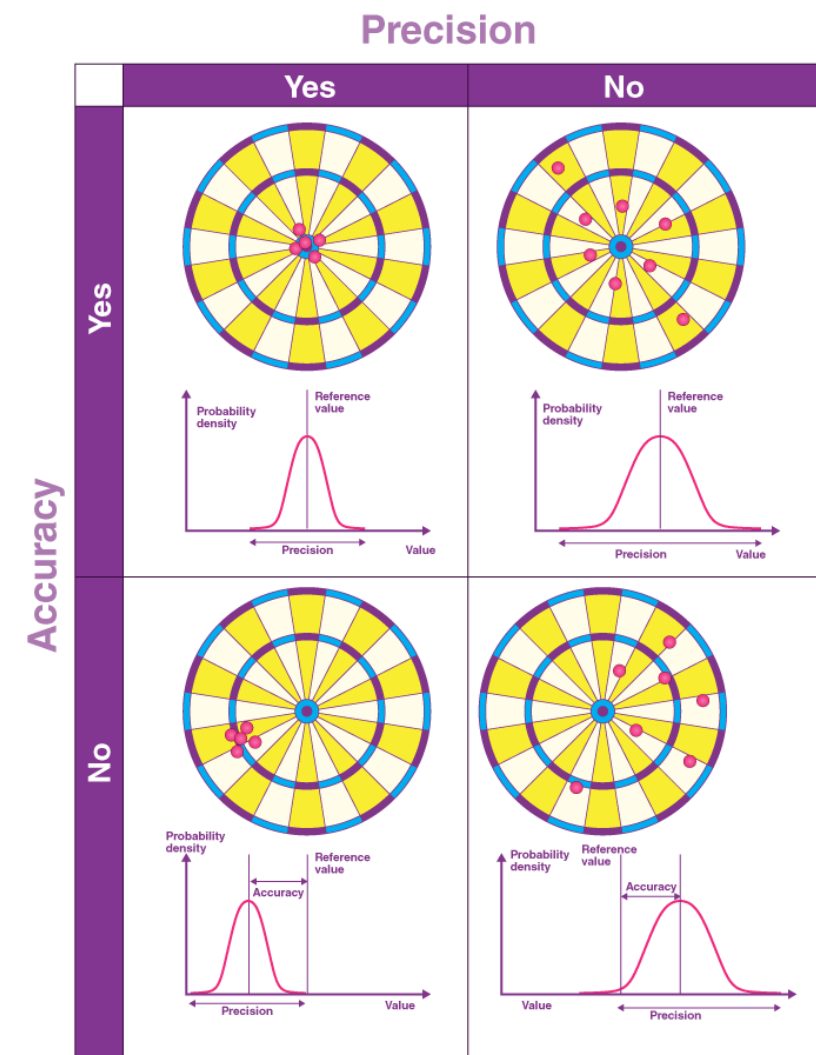 Precision
Yes
No
Accuracy
Yes
Probability
density
Reference
value
Precision
Value
Probability
density
Reference
value
Precision
Value
No
Probability
density
Reference
value
Accuracy
Precision
Value
Probability
density
Reference
value
Accuracy
Value
Precision